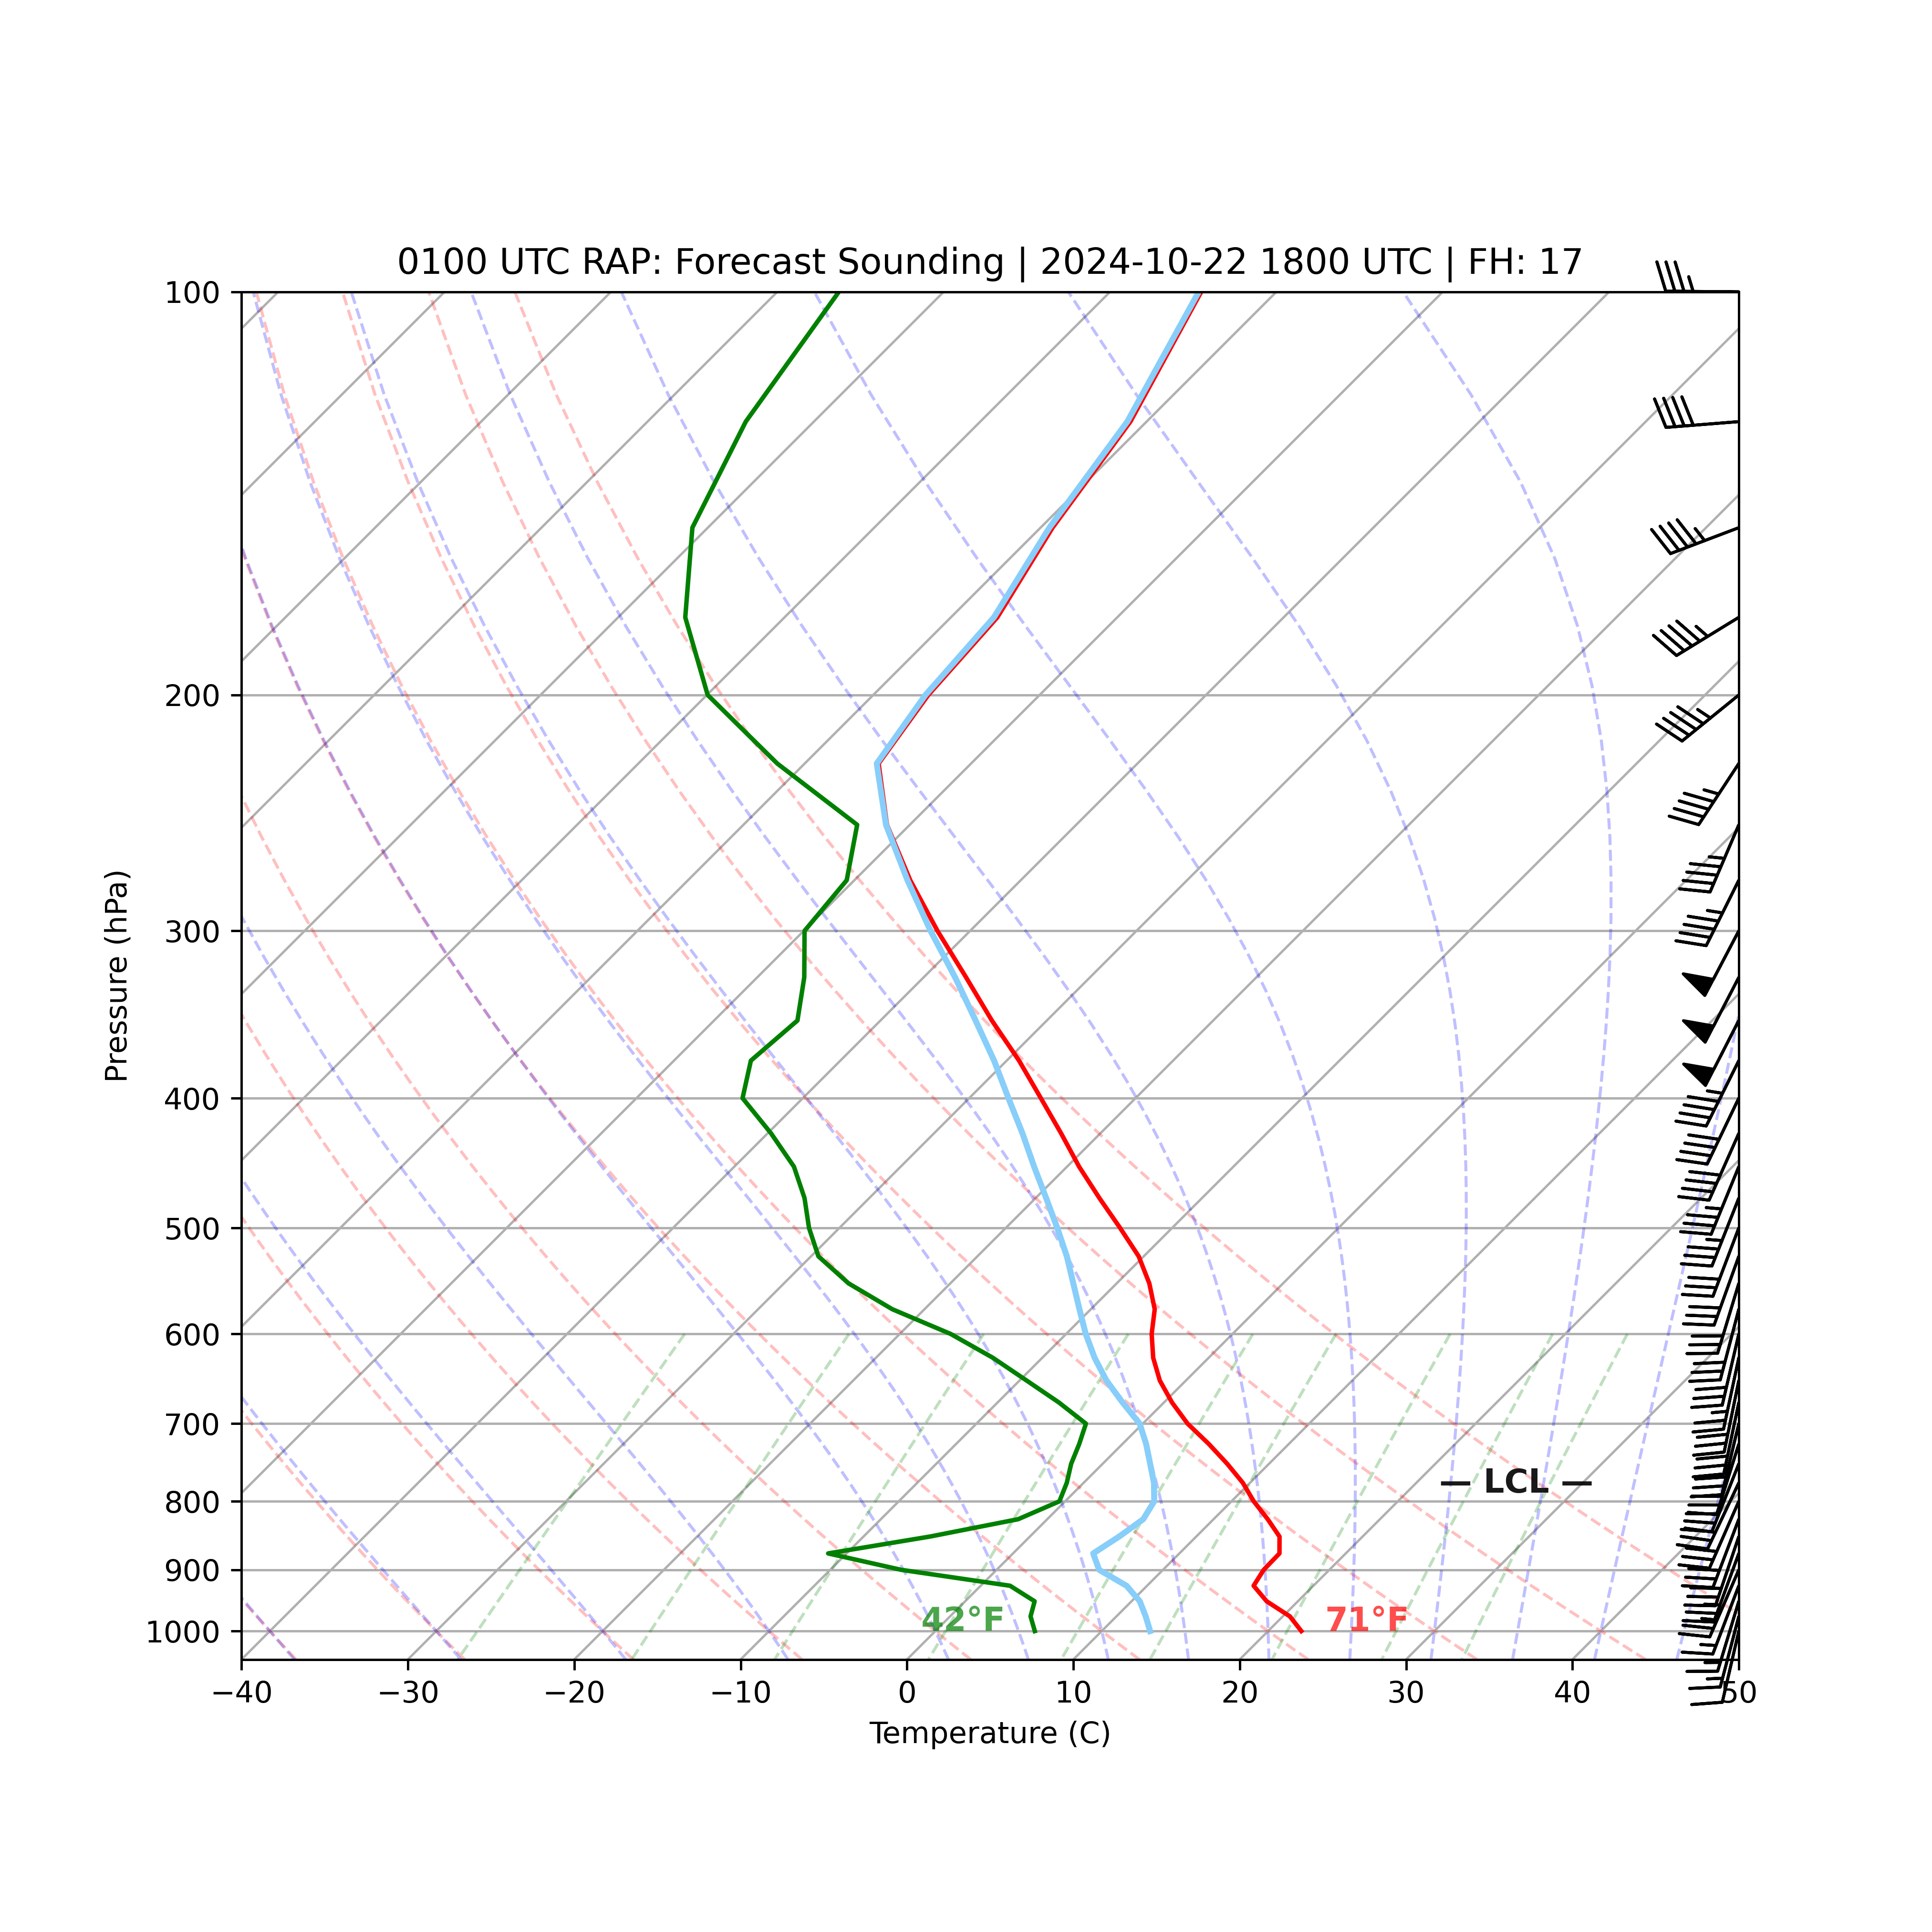 0100 UTC RAP: Forecast Sounding | 2024-10-22 1800 UTC | FH: 17
100
200
300
400
500
600
700
800
900
1000
Pressure (hPa)
— LCL —
42°F
71°F
−40 −30 −20 −10 0 10 20 30 40 50
Temperature (C)